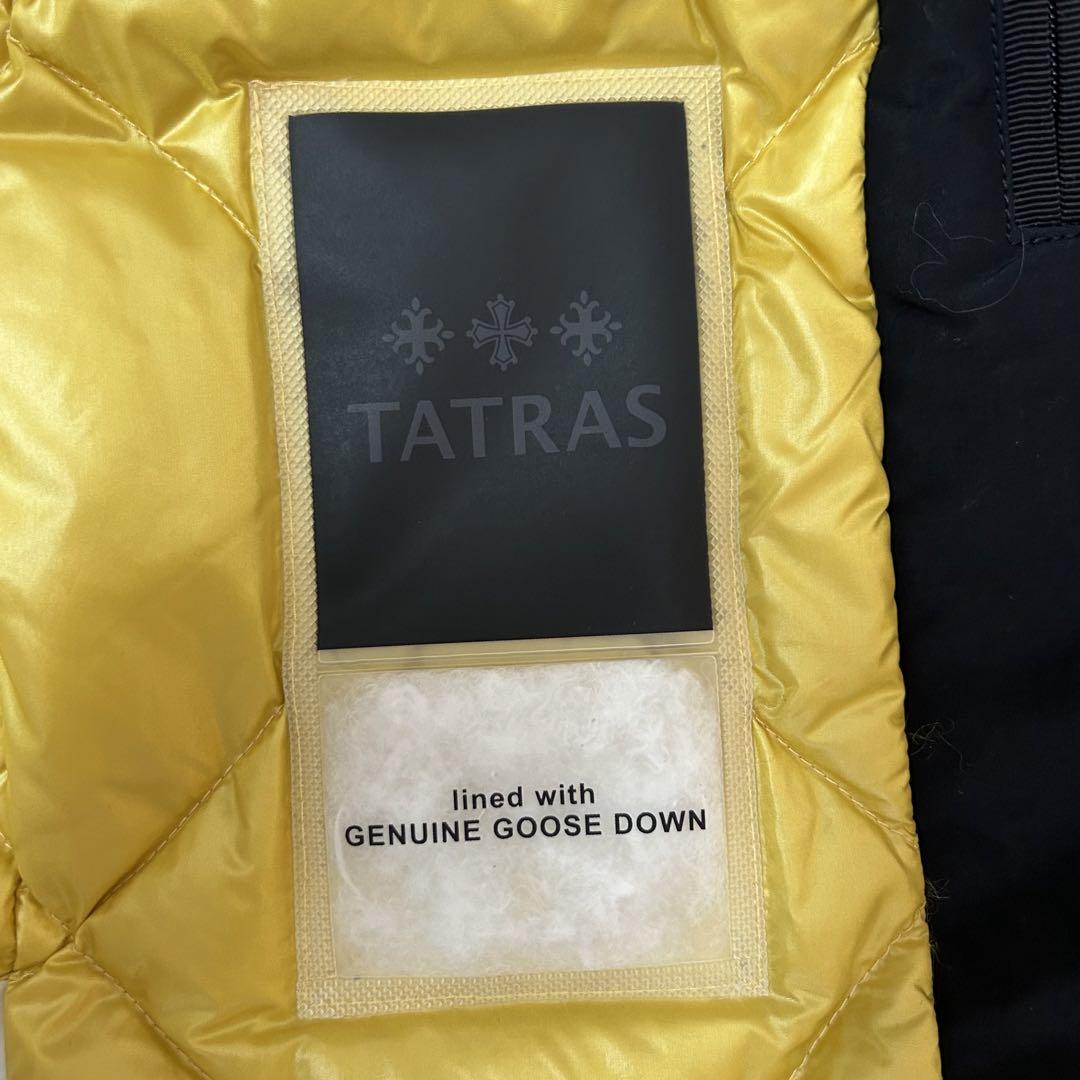 TATRAS
lined with
GENUINE GOOSE DOWN